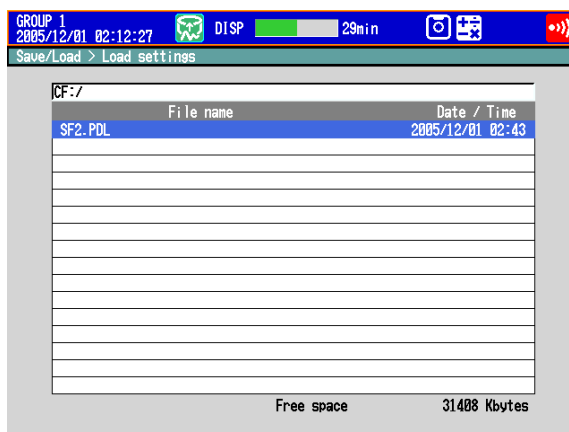 GROUP 1
2005/12/01 02:12:27 DISP 29min
Save/Load > Load settings
CF:/
File name Date / Time
SF2.PDL 2005/12/01 02:43
Free space 31408 Kbytes